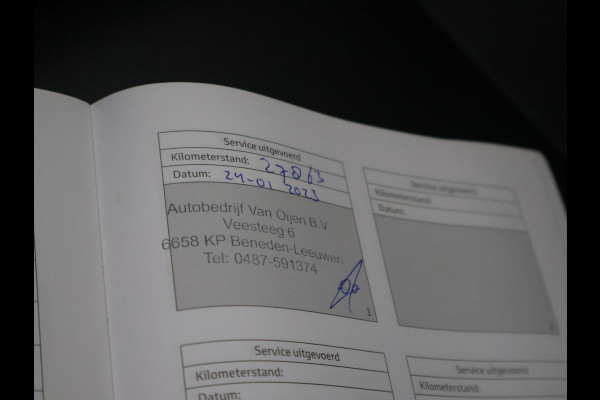 Service uitgevoerd
Kilometerstand: 27063
Datum: 24-01 2023
Autobedrijf Van Oijen B.V.
Veesteeg 6
6658 KP Beneden-Leeuwen
Tel: 0487-591374
1
Service uitgevoerd
Kilometerstand:
Datum:
Service uitgevoerd
Kilometerstand:
Datum:
Service uitgevoerd
Kilometerstand: